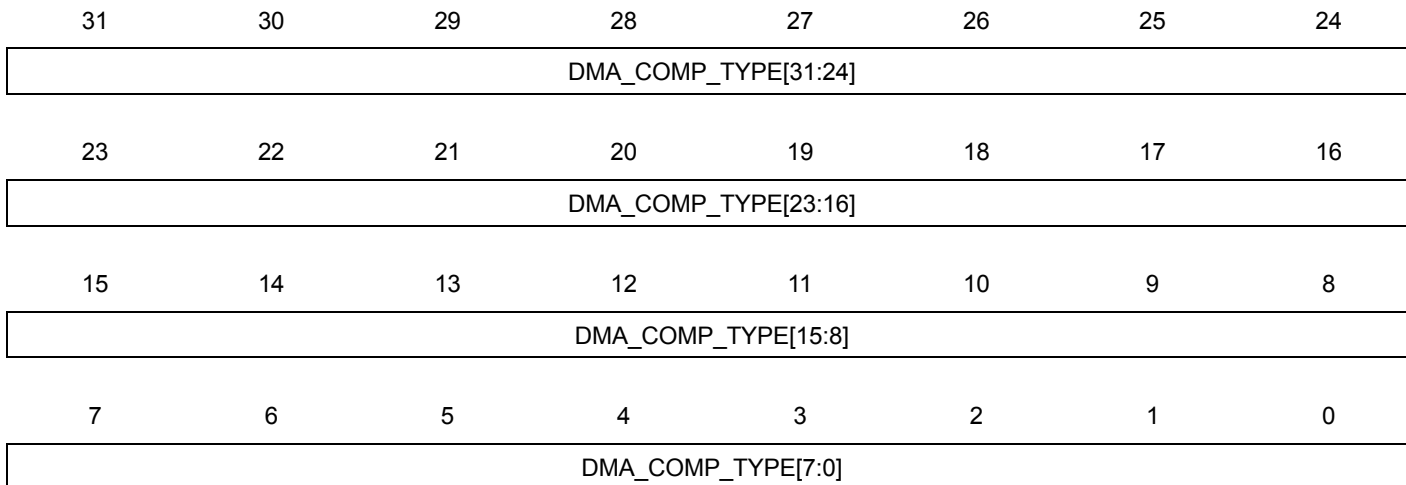 31 30 29 28 27 26 25 24
DMA_COMP_TYPE[31:24]
23 22 21 20 19 18 17 16
DMA_COMP_TYPE[23:16]
15 14 13 12 11 10 9 8
DMA_COMP_TYPE[15:8]
7 6 5 4 3 2 1 0
DMA_COMP_TYPE[7:0]